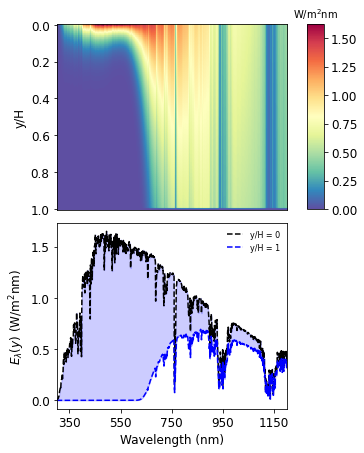 W/m²nm
0.0
0.2
0.4
0.6
0.8
1.0
y/H
1.50
1.25
1.00
0.75
0.50
0.25
0.00
y/H = 0
y/H = 1
1.5
1.0
0.5
0.0
E_λ(y) (W/m²nm)
350 550 750 950 1150
Wavelength (nm)